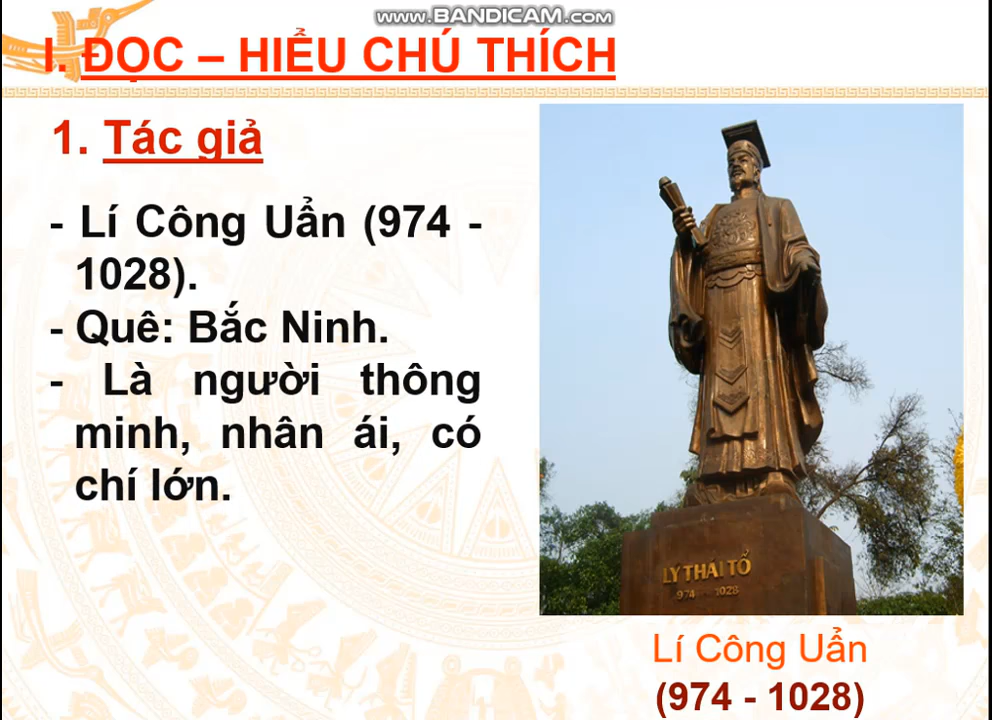 www.BANDICAM.com
I. ĐỌC – HIỂU CHÚ THÍCH
1. Tác giả
- Lí Công Uẩn (974 -
1028).
- Quê: Bắc Ninh.
- Là người thông
minh, nhân ái, có
chí lớn.
LÝ THÁI TỔ
974 1028
Lí Công Uẩn
(974 - 1028)